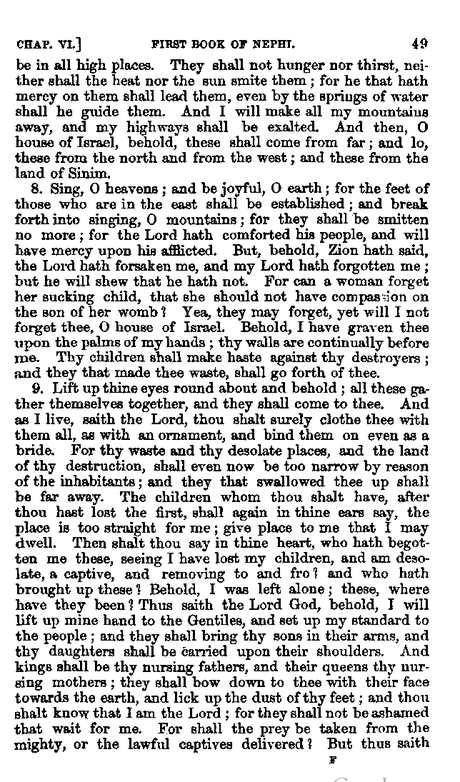 CHAP. VI.] FIRST BOOK OF NEPHI. 49
be in all high places. They shall not hunger nor thirst, nei-
ther shall the heat nor the sun smite them ; for he that hath
mercy on them shall lead them, even by the springs of water
shall he guide them. And I will make all my mountains
away, and my highways shall be exalted. And then, O
house of Israel, behold, these shall come from far ; and lo,
these from the north and from the west ; and these from the
land of Sinim.
8. Sing, O heavens ; and be joyful, O earth ; for the feet of
those who are in the east shall be established ; and break
forth into singing, O mountains ; for they shall be smitten
no more ; for the Lord hath comforted his people, and will
have mercy upon his afflicted. But, behold, Zion hath said,
the Lord hath forsaken me, and my Lord hath forgotten me ;
but he will shew that he hath not. For can a woman forget
her sucking child, that she should not have compassion on
the son of her womb? Yea, they may forget, yet will I not
forget thee, O house of Israel. Behold, I have graven thee
upon the palms of my hands ; thy walls are continually before
me. Thy children shall make haste against thy destroyers ;
and they that made thee waste, shall go forth of thee.
9. Lift up thine eyes round about and behold ; all these ga-
ther themselves together, and they shall come to thee. And
as I live, saith the Lord, thou shalt surely clothe thee with
them all, as with an ornament, and bind them on even as a
bride. For thy waste and thy desolate places, and the land
of thy destruction, shall even now be too narrow by reason
of the inhabitants ; and they that swallowed thee up shall
be far away. The children whom thou shalt have, after
thou hast lost the first, shall again in thine ears say, the
place is too straight for me ; give place to me that I may
dwell. Then shalt thou say in thine heart, who hath begot-
ten me these, seeing I have lost my children, and am deso-
late, a captive, and removing to and fro? and who hath
brought up these? Behold, I was left alone ; these, where
have they been? Thus saith the Lord God, behold, I will
lift up mine hand to the Gentiles, and set up my standard to
the people ; and they shall bring thy sons in their arms, and
thy daughters shall be carried upon their shoulders. And
kings shall be thy nursing fathers, and their queens thy nur-
sing mothers ; they shall bow down to thee with their face
towards the earth, and lick up the dust of thy feet ; and thou
shalt know that I am the Lord ; for they shall not be ashamed
that wait for me. For shall the prey be taken from the
mighty, or the lawful captives delivered? But thus saith
F